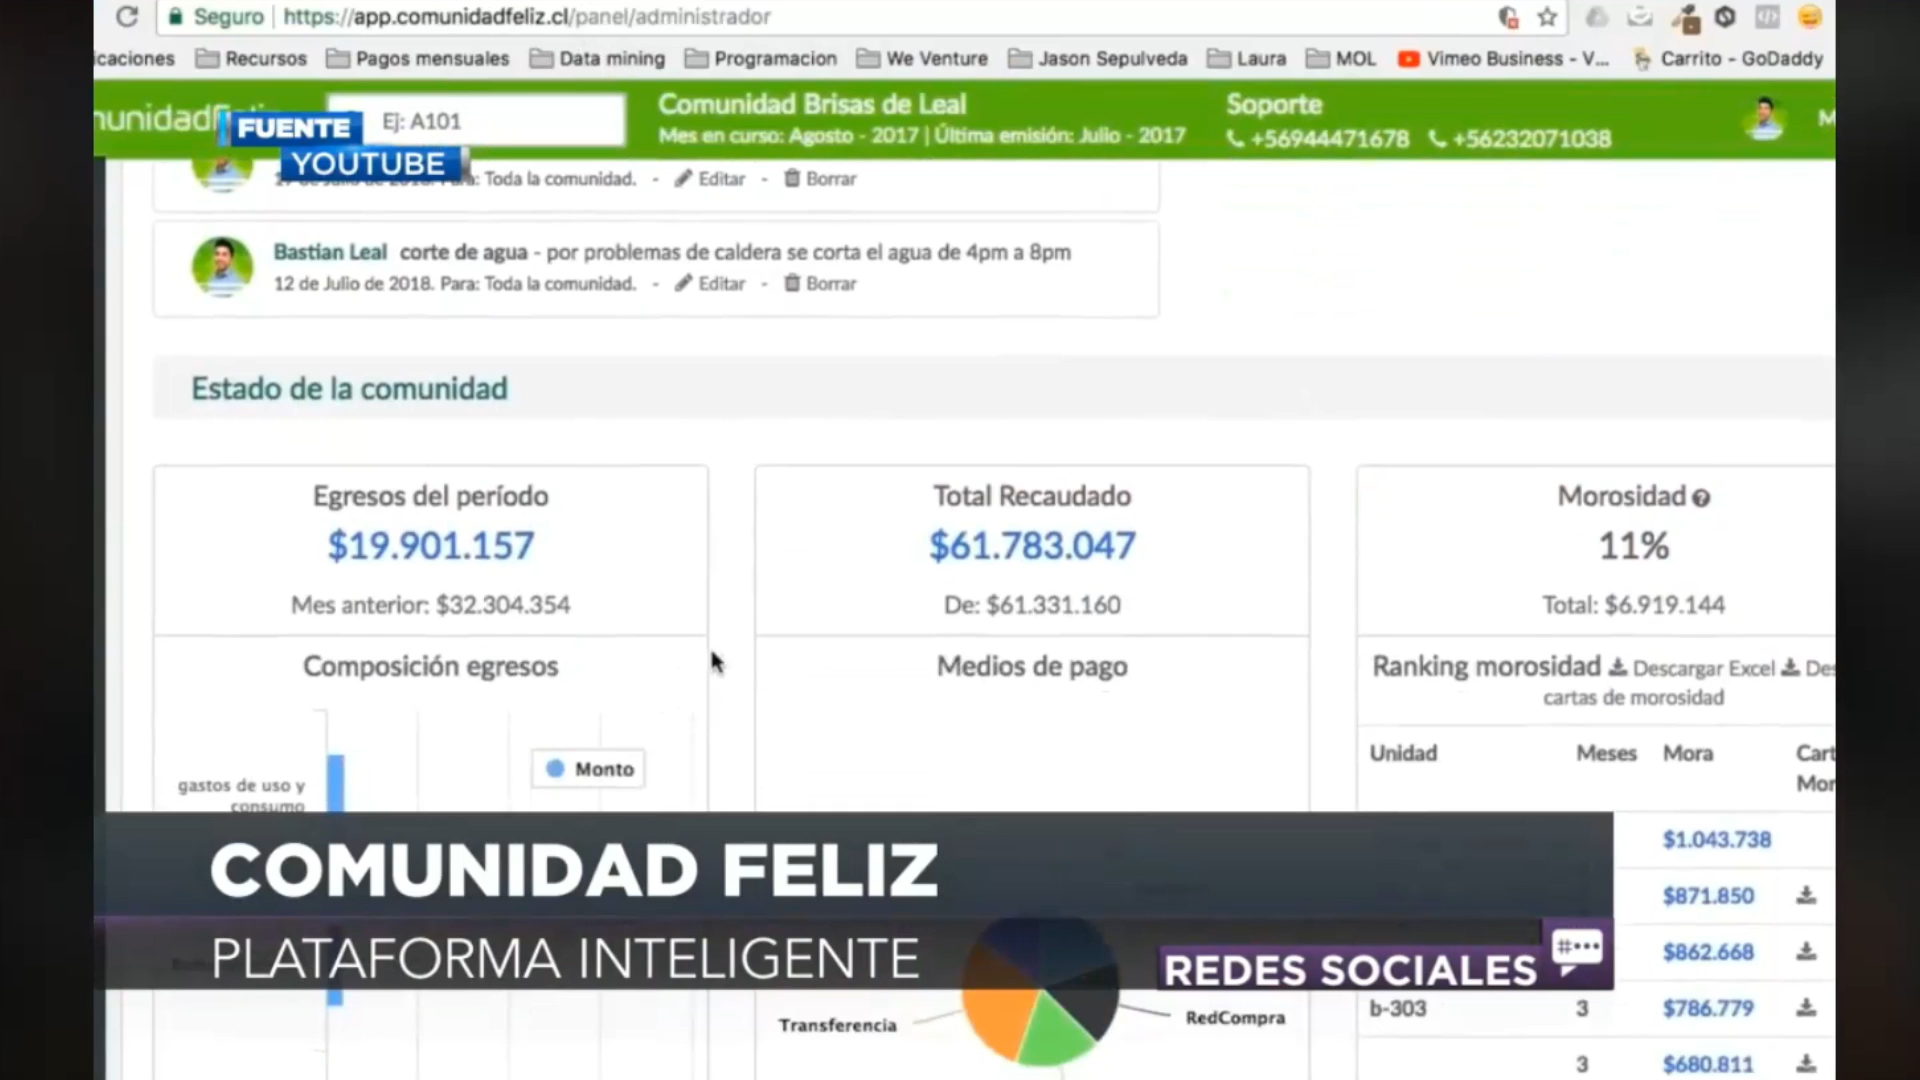 Seguro | https://app.comunidadfeliz.cl/panel/administrador
icaciones Recursos Pagos mensuales Data mining Programacion We Venture Jason Sepulveda Laura MOL Vimeo Business - V... Carrito - GoDaddy
Comunidad Brisas de Leal
Soporte
FUENTE
Ej: A101
Mes en curso: Agosto - 2017 | Última emisión: Julio - 2017
+56944471678 +56232071038
M
YOUTUBE
Toda la comunidad. - Editar - Borrar
Bastian Leal corte de agua - por problemas de caldera se corta el agua de 4pm a 8pm
12 de Julio de 2018. Para: Toda la comunidad. - Editar - Borrar
Estado de la comunidad
Egresos del período
$19.901.157
Mes anterior: $32.304.354
Total Recaudado
$61.783.047
De: $61.331.160
Morosidad
11%
Total: $6.919.144
Composición egresos
Monto
gastos de uso y
consumo
Medios de pago
Transferencia
RedCompra
Ranking morosidad Descargar Excel Des
cartas de morosidad
Unidad Meses Mora Cart
Mor
$1.043.738
$871.850
$862.668
b-303 3 $786.779
3 $680.811
COMUNIDAD FELIZ
PLATAFORMA INTELIGENTE
REDES SOCIALES
#•••